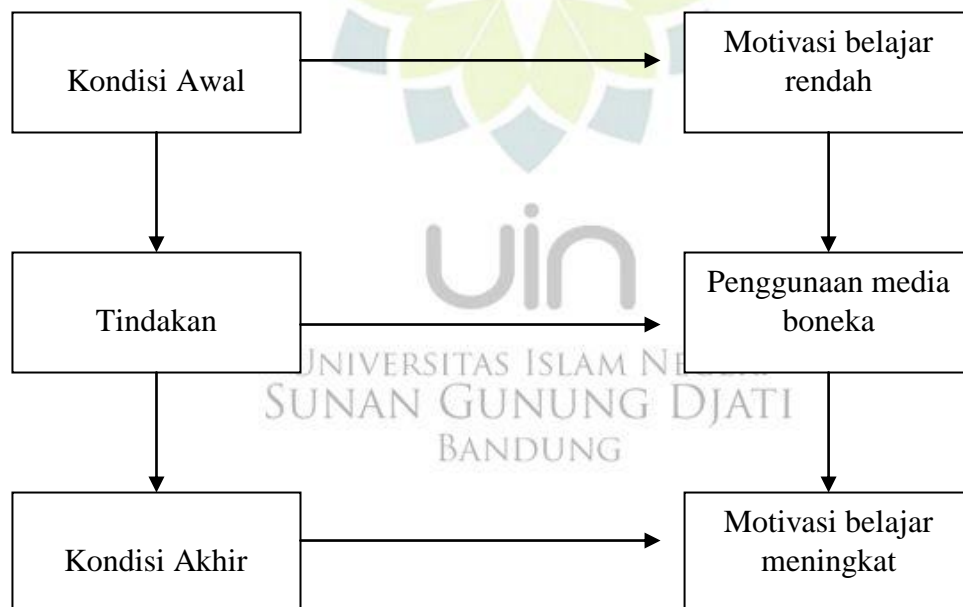 Kondisi Awal
Motivasi belajar
rendah
uin
Tindakan
Penggunaan media
boneka
UNIVERSITAS ISLAM
SUNAN GUNUNG DJATI
BANDUNG
Kondisi Akhir
Motivasi belajar
meningkat